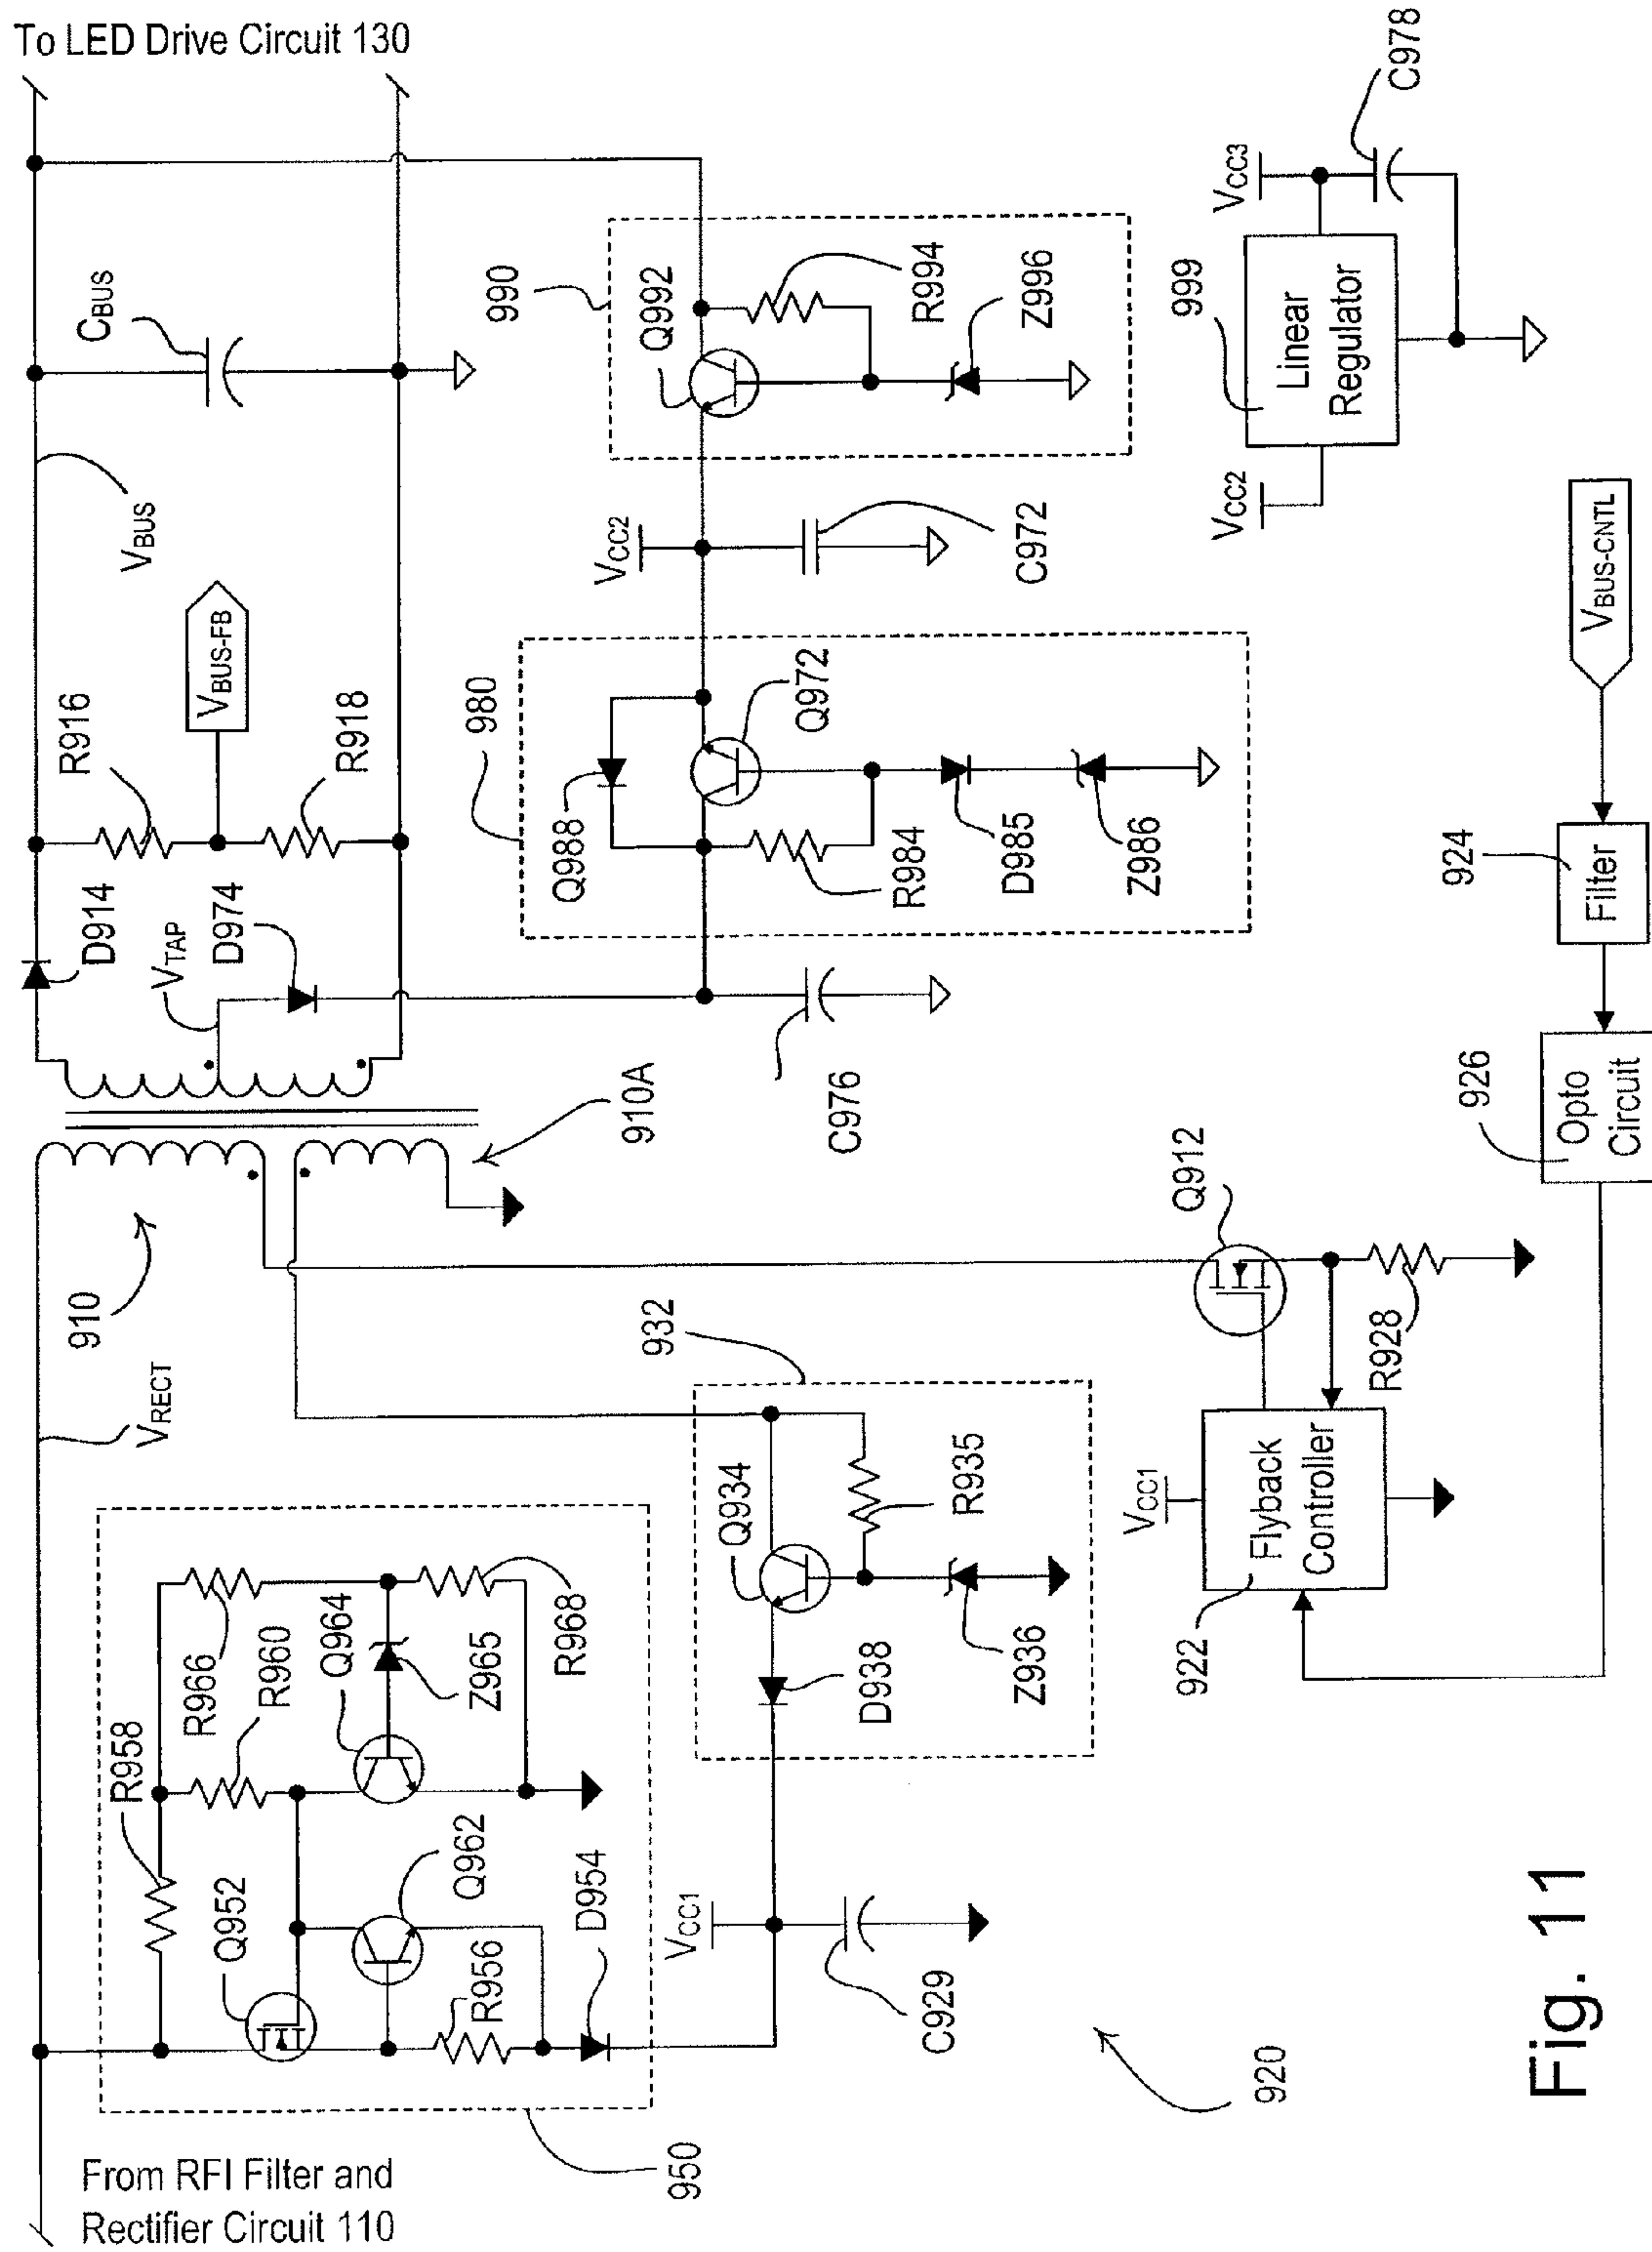 To LED Drive Circuit 130
CBUS
VBUS
R916
VBUS-FB
R918
D914
VTAP
D974
910A
C976
910
VRECT
990
Q992
R994
Z996
VCC2
C972
980
Q972
Q988
R984
D985
Z986
VCC3
C978
999
Linear
Regulator
VCC2
VBUS-CNTL
924
Filter
926
Opto
Circuit
Q912
R928
VCC1
Flyback
Controller
922
932
Q934
R935
D938
Z936
R966
R960
Q964
Z965
R968
R958
Q952
Q962
R956
D954
VCC1
C929
920
950
From RFI Filter and
Rectifier Circuit 110
Fig. 11